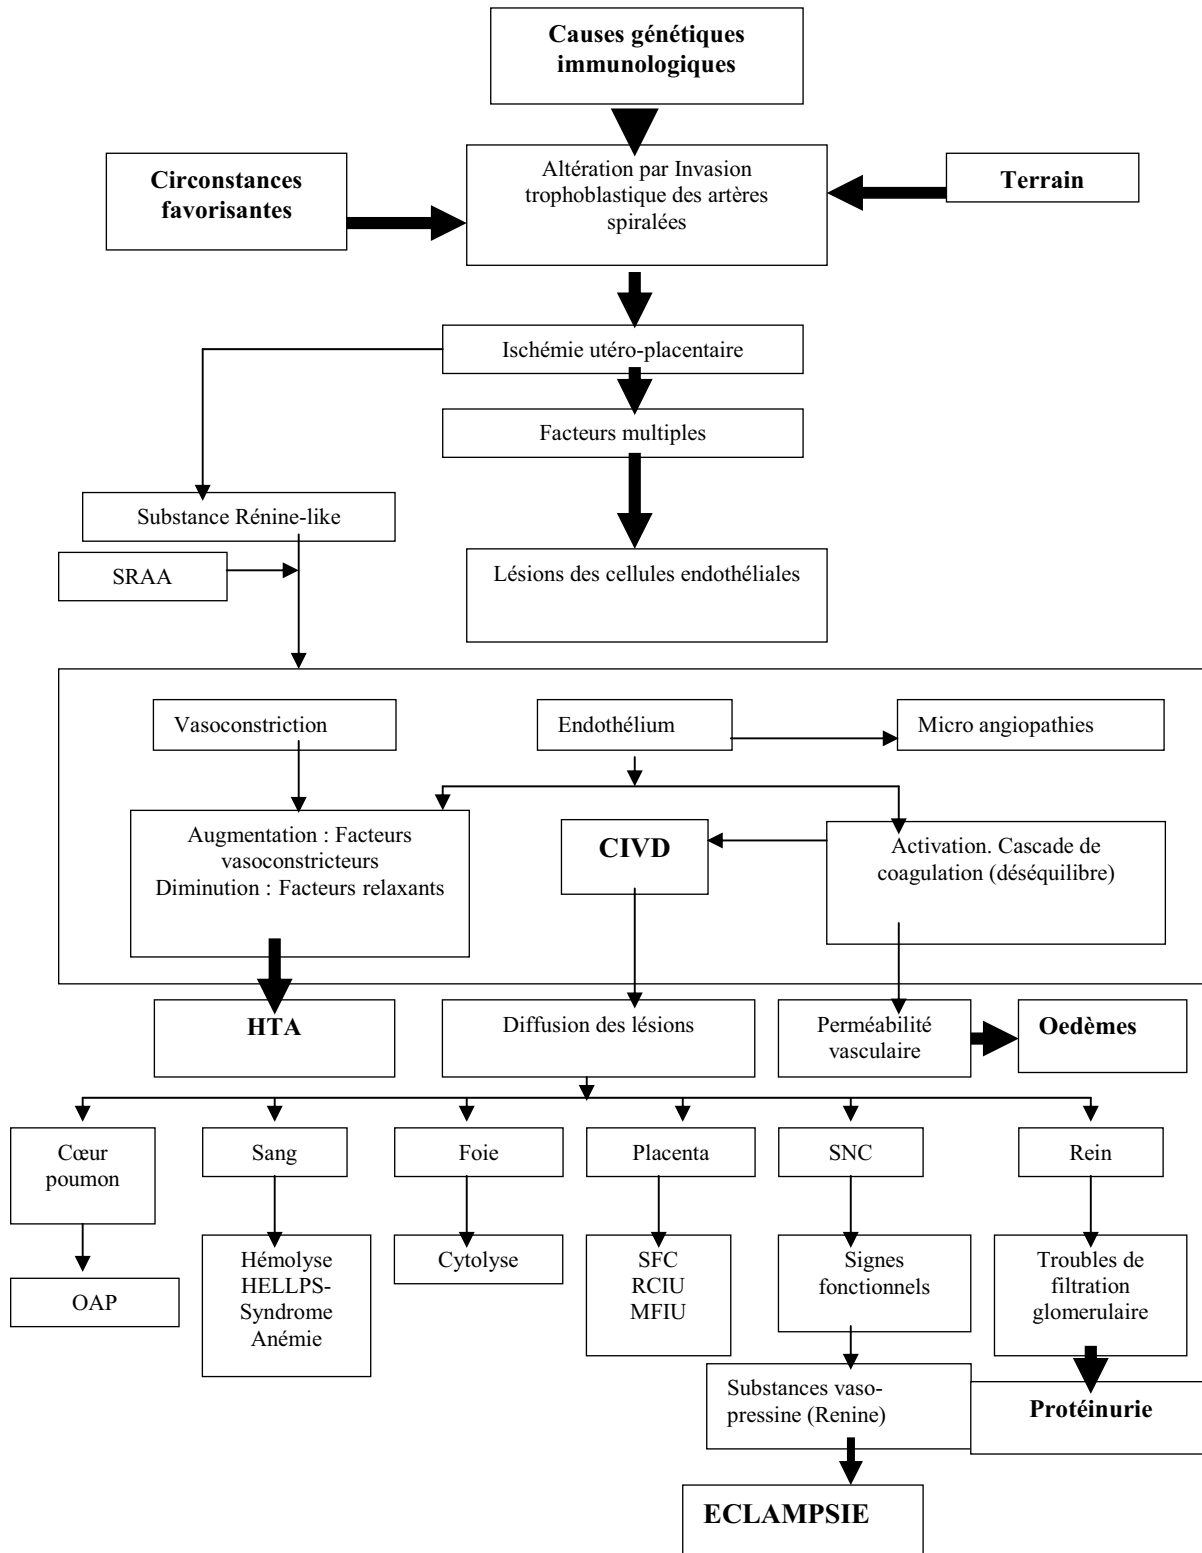 Causes génétiques
immunologiques
Circonstances
favorisantes
Altération par Invasion
trophoblastique des artères
spiralées
Terrain
Ischémie utéro-placentaire
Facteurs multiples
Substance Rénine-like
SRAA
Lésions des cellules endothéliales
Vasoconstriction
Endothélium
Micro angiopathies
Augmentation : Facteurs
vasoconstricteurs
Diminution : Facteurs relaxants
CIVD
Activation. Cascade de
coagulation (déséquilibre)
HTA
Diffusion des lésions
Perméabilité
vasculaire
Oedèmes
Cœur
poumon
Sang
Foie
Placenta
SNC
Rein
OAP
Hémolyse
HELLPS-
Syndrome
Anémie
Cytolyse
SFC
RCIU
MFIU
Signes
fonctionnels
Troubles de
filtration
glomerulaire
Substances vaso-
pressine (Renine)
Protéinurie
ECLAMPSIE